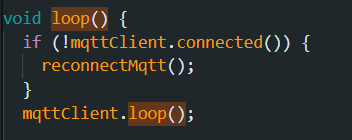 void loop() {
  if (!mqttClient.connected()) {
    reconnectMqtt();
  }
  mqttClient.loop();